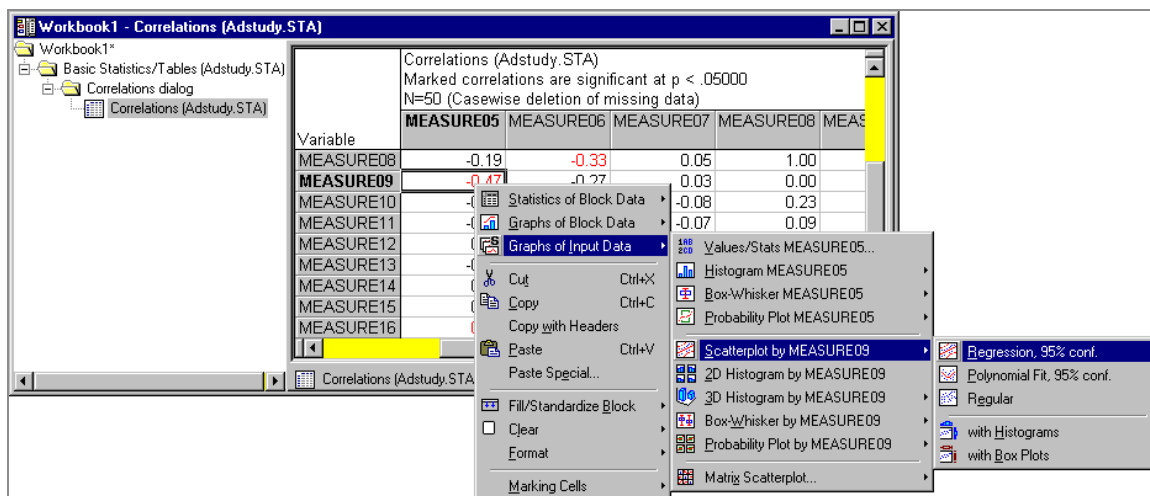 Workbook1 - Correlations (Adstudy.STA)
Workbook1*
Basic Statistics/Tables (Adstudy.STA)
Correlations dialog
Correlations (Adstudy.STA)
Correlations (Adstudy.STA)
Marked correlations are significant at p < .05000
N=50 (Casewise deletion of missing data)
Variable MEASURE05 MEASURE06 MEASURE07 MEASURE08 MEAS
MEASURE08 -0.19 -0.33 0.05 1.00
MEASURE09 -0.47 -0.27 0.03 0.00
MEASURE10 -0.08 0.23
MEASURE11 -0.07 0.09
MEASURE12
MEASURE13
MEASURE14
MEASURE15
MEASURE16
Correlations (Adstudy.STA
Statistics of Block Data
Graphs of Block Data
Graphs of Input Data
Cut Ctrl+X
Copy Ctrl+C
Copy with Headers
Paste Ctrl+V
Paste Special...
Fill/Standardize Block
Clear
Format
Marking Cells
Values/Stats MEASURE05...
Histogram MEASURE05
Box-Whisker MEASURE05
Probability Plot MEASURE05
Scatterplot by MEASURE09
2D Histogram by MEASURE09
3D Histogram by MEASURE09
Box-Whisker by MEASURE09
Probability Plot by MEASURE09
Matrix Scatterplot...
Regression, 95% conf.
Polynomial Fit, 95% conf.
Regular
with Histograms
with Box Plots